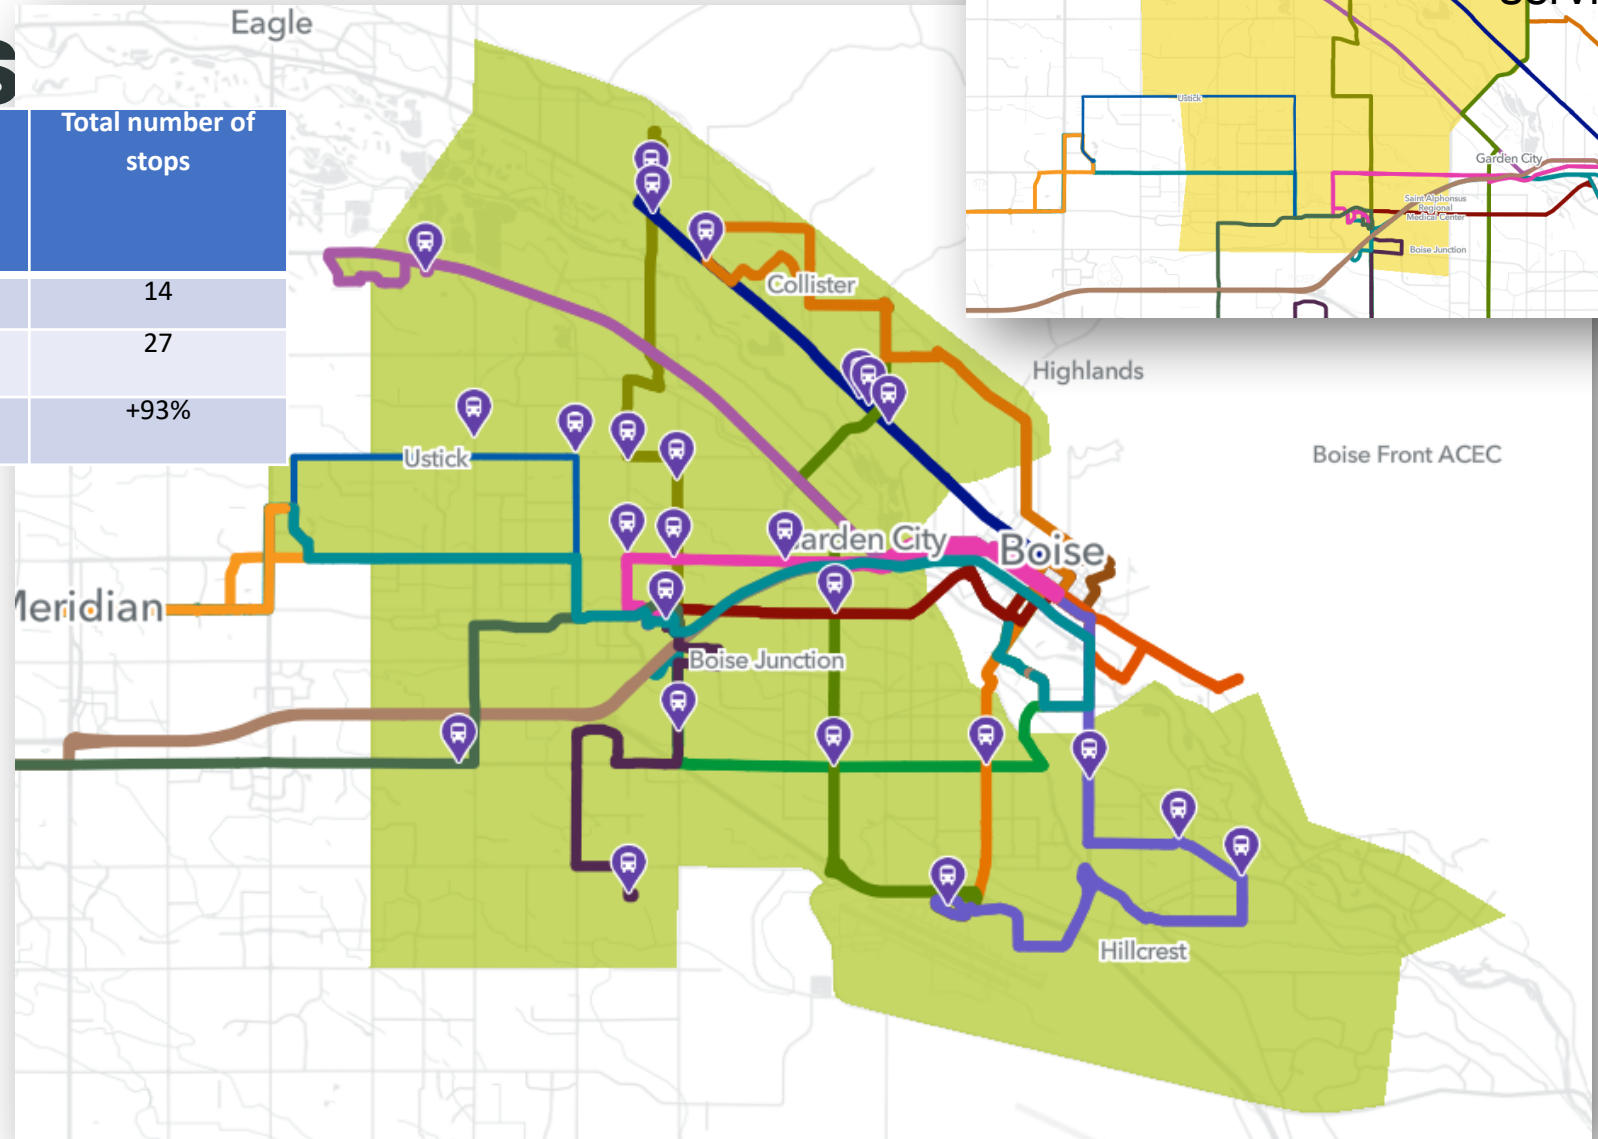 Eagle
S
Total number of
stops
14
27
+93%
Ustick
Garden City
Saint Alphonsus
Regional
Medical Center
Boise Junction
Collister
Highlands
Boise Front ACEC
Ustick
arden City
Boise
Meridian
Boise Junction
Hillcrest